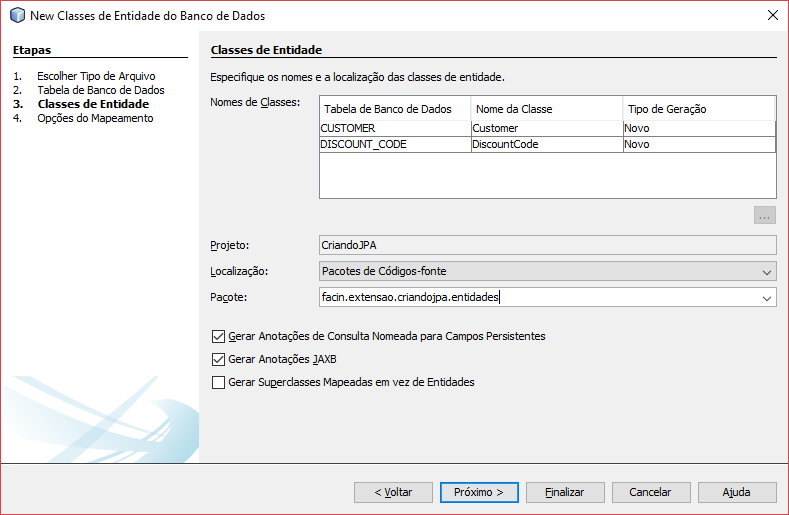 New Classes de Entidade do Banco de Dados
Etapas
1. Escolher Tipo de Arquivo
2. Tabela de Banco de Dados
3. Classes de Entidade
4. Opções do Mapeamento
Classes de Entidade
Especifique os nomes e a localização das classes de entidade.
Nomes de Classes:
Tabela de Banco de Dados Nome da Classe Tipo de Geração
CUSTOMER Customer Novo
DISCOUNT_CODE DiscountCode Novo
...
Projeto: CriandoJPA
Localização: Pacotes de Códigos-fonte
Pacote: facin.extensao.criandojpa.entidades
Gerar Anotações de Consulta Nomeada para Campos Persistentes
Gerar Anotações JAXB
Gerar Superclasses Mapeadas em vez de Entidades
< Voltar Próximo > Finalizar Cancelar Ajuda